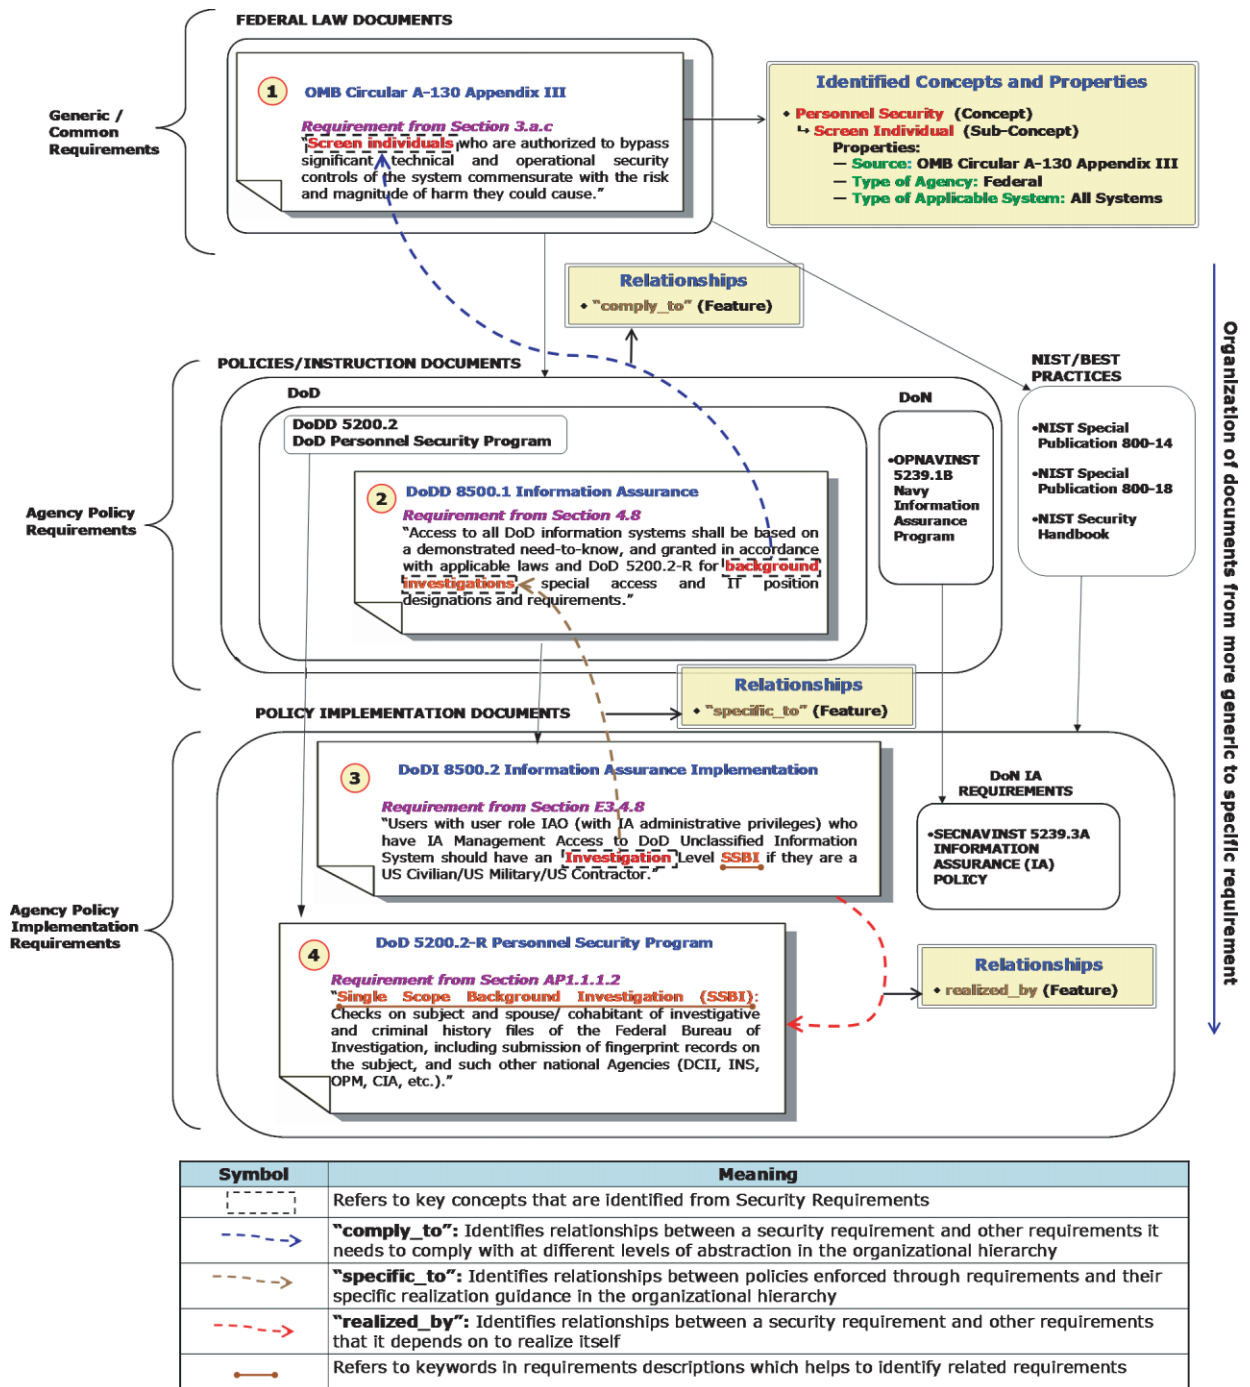 FEDERAL LAW DOCUMENTS
Generic /
Common
Requirements
1
OMB Circular A-130 Appendix III
Requirement from Section 3.a.c
“Screen individuals who are authorized to bypass
significant technical and operational security
controls of the system commensurate with the risk
and magnitude of harm they could cause.”
Identified Concepts and Properties
Personnel Security (Concept)
Screen Individual (Sub-Concept)
Properties:
— Source: OMB Circular A-130 Appendix III
— Type of Agency: Federal
— Type of Applicable System: All Systems
Relationships
“comply_to” (Feature)
Organization of documents from more generic to specific requirement
POLICIES/INSTRUCTION DOCUMENTS
Agency Policy
Requirements
DoD
DoDD 5200.2
DoD Personnel Security Program
2
DoDD 8500.1 Information Assurance
Requirement from Section 4.8
“Access to all DoD information systems shall be based on
a demonstrated need-to-know, and granted in accordance
with applicable laws and DoD 5200.2-R for background
investigations, special access and IT position
designations and requirements.”
DoN
•OPNAVINST
5239.1B
Navy
Information
Assurance
Program
NIST/BEST
PRACTICES
•NIST Special
Publication 800-14
•NIST Special
Publication 800-18
•NIST Security
Handbook
Relationships
“specific_to” (Feature)
POLICY IMPLEMENTATION DOCUMENTS
Agency Policy
Implementation
Requirements
3
DoDI 8500.2 Information Assurance Implementation
Requirement from Section E3.4.8
“Users with user role IAO (with IA administrative privileges) who
have IA Management Access to DoD Unclassified Information
System should have an Investigation Level SSBI if they are a
US Civilian/US Military/US Contractor.”
DoN IA
REQUIREMENTS
•SECNAVINST 5239.3A
INFORMATION
ASSURANCE (IA)
POLICY
4
DoD 5200.2-R Personnel Security Program
Requirement from Section AP1.1.1.2
“Single Scope Background Investigation (SSBI):
Checks on subject and spouse/ cohabitant of investigative
and criminal history files of the Federal Bureau of
Investigation, including submission of fingerprint records on
the subject, and such other national Agencies (DCII, INS,
OPM, CIA, etc.).”
Relationships
realized_by (Feature)
Symbol Meaning
Refers to key concepts that are identified from Security Requirements
“comply_to”: Identifies relationships between a security requirement and other requirements it
needs to comply with at different levels of abstraction in the organizational hierarchy
“specific_to”: Identifies relationships between policies enforced through requirements and their
specific realization guidance in the organizational hierarchy
“realized_by”: Identifies relationships between a security requirement and other requirements
that it depends on to realize itself
Refers to keywords in requirements descriptions which helps to identify related requirements